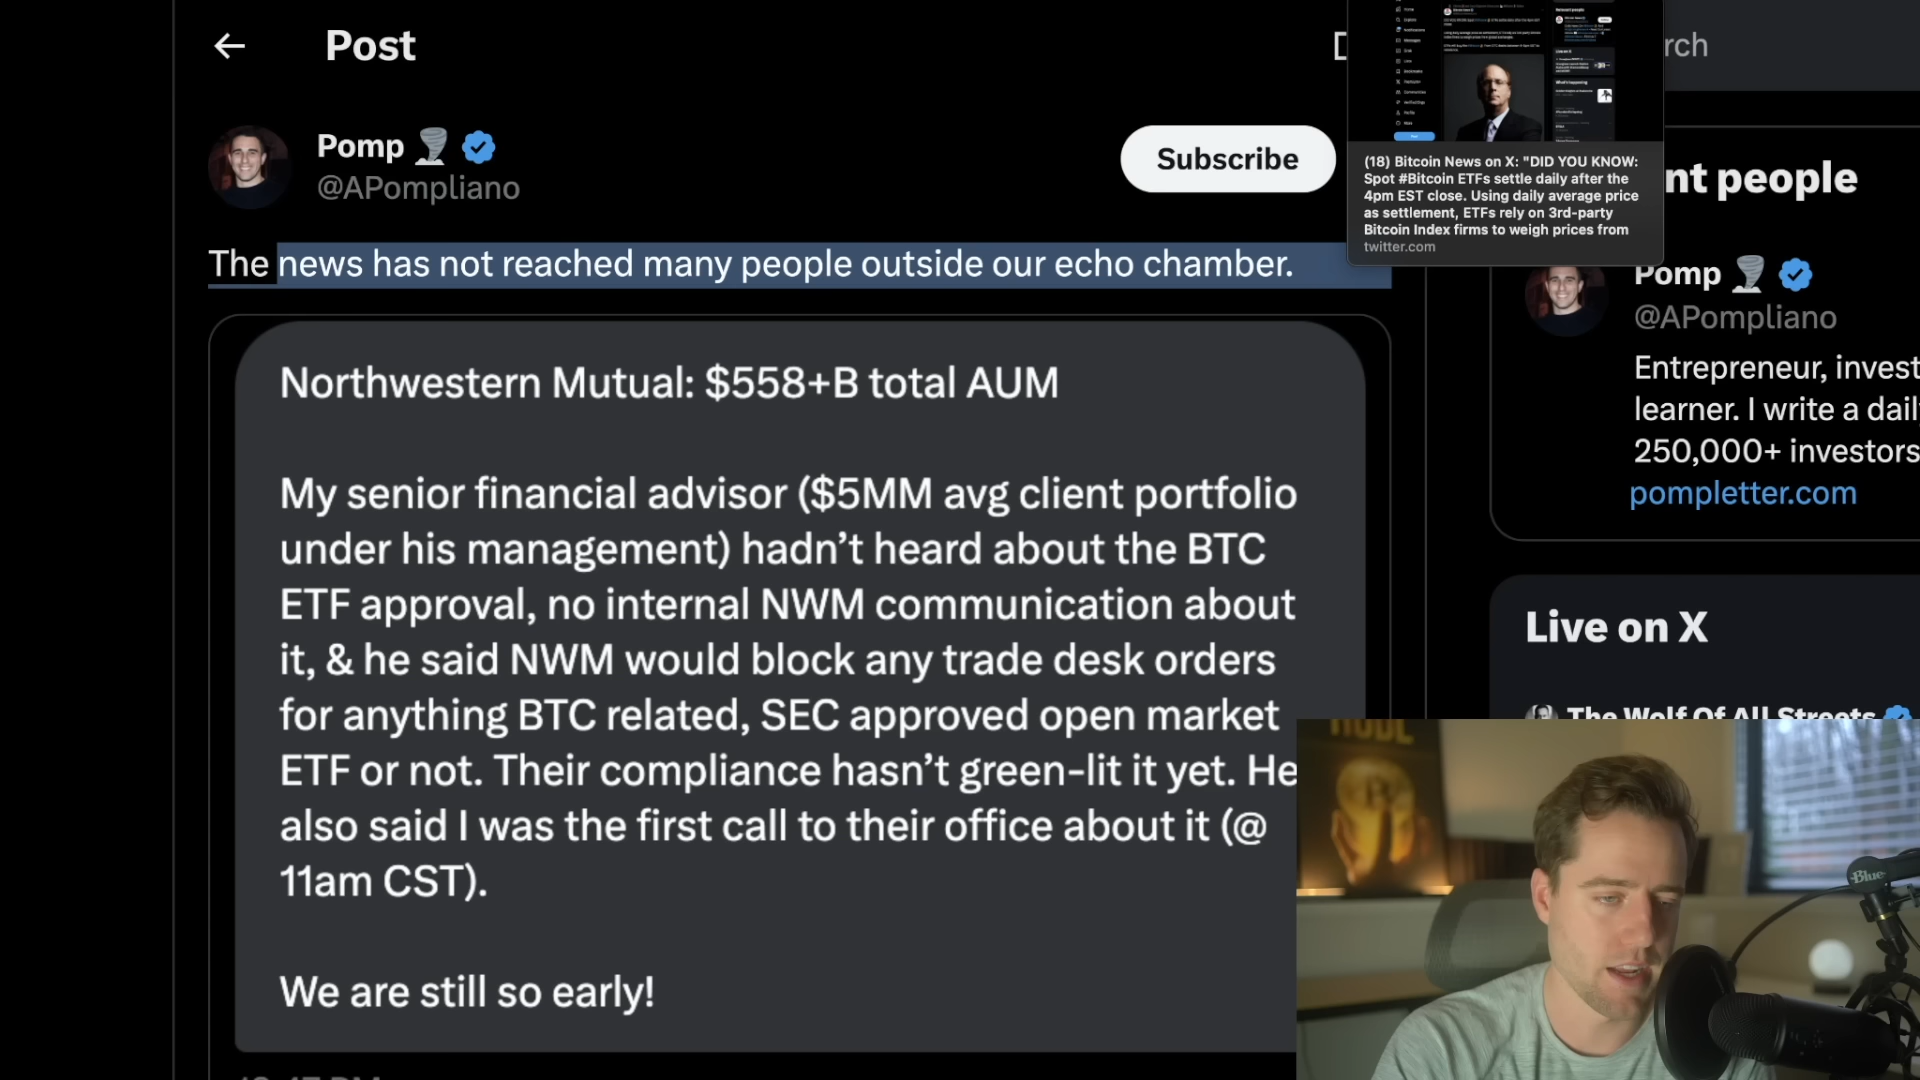 Post
rch
Pomp
@APompliano
Subscribe
The news has not reached many people outside our echo chamber.
Northwestern Mutual: $558+B total AUM
My senior financial advisor ($5MM avg client portfolio
under his management) hadn't heard about the BTC
ETF approval, no internal NWM communication about
it, & he said NWM would block any trade desk orders
for anything BTC related, SEC approved open market
ETF or not. Their compliance hasn't green-lit it yet. He
also said I was the first call to their office about it (@
11am CST).
We are still so early!
(18) Bitcoin News on X: "DID YOU KNOW:
Spot #Bitcoin ETFs settle daily after the
4pm EST close. Using daily average price
as settlement, ETFs rely on 3rd-party
Bitcoin Index firms to weigh prices from
twitter.com
nt people
Pomp
@APompliano
Entrepreneur, invest
learner. I write a dail
250,000+ investors
pompletter.com
Live on X
The Wolf Of All Streets
Blue